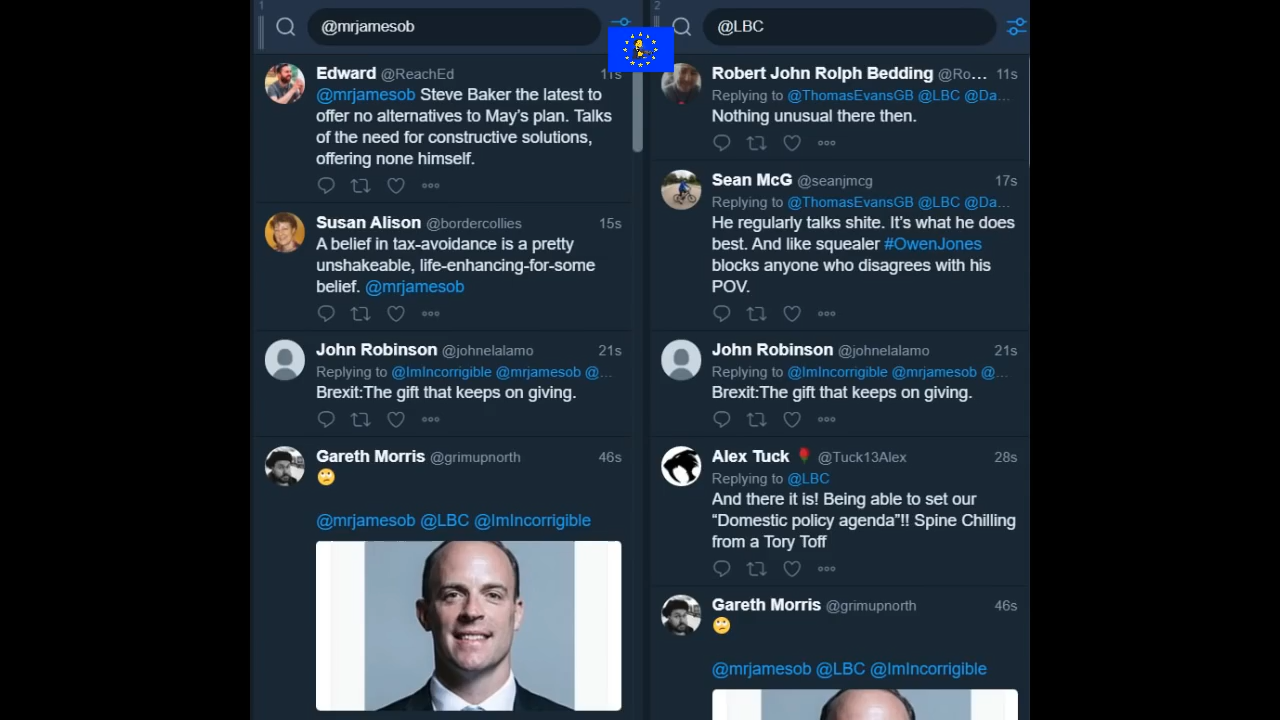 1
@mrjamesob
Edward @ReachEd 11s
@mrjamesob Steve Baker the latest to
offer no alternatives to May's plan. Talks
of the need for constructive solutions,
offering none himself.
Susan Alison @bordercollies 15s
A belief in tax-avoidance is a pretty
unshakeable, life-enhancing-for-some
belief. @mrjamesob
John Robinson @johnelalamo 21s
Replying to @ImIncorrigible @mrjamesob @...
Brexit:The gift that keeps on giving.
Gareth Morris @grimupnorth 46s
🙄
@mrjamesob @LBC @ImIncorrigible
2
@LBC
Robert John Rolph Bedding @Ro... 11s
Replying to @ThomasEvansGB @LBC @Da...
Nothing unusual there then.
Sean McG @seanjmcg 17s
Replying to @ThomasEvansGB @LBC @Da...
He regularly talks shite. It's what he does
best. And like squealer #OwenJones
blocks anyone who disagrees with his
POV.
John Robinson @johnelalamo 21s
Replying to @ImIncorrigible @mrjamesob @...
Brexit:The gift that keeps on giving.
Alex Tuck 🌹 @Tuck13Alex 28s
Replying to @LBC
And there it is! Being able to set our
“Domestic policy agenda”!! Spine Chilling
from a Tory Toff
Gareth Morris @grimupnorth 46s
🙄
@mrjamesob @LBC @ImIncorrigible